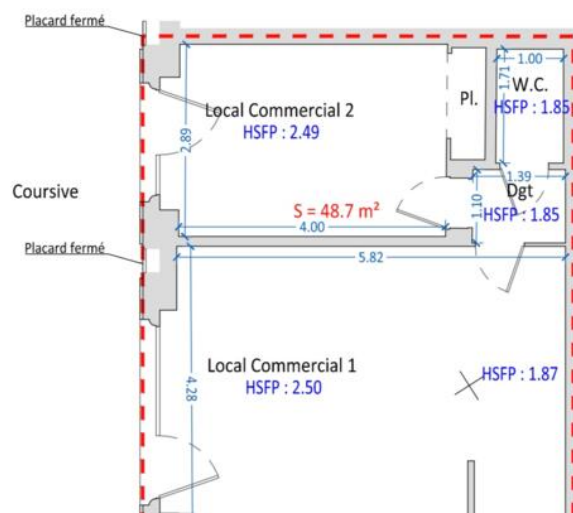 Placard fermé
1.00
W.C.
HSFP : 1.85
1.71
Pl.
Local Commercial 2
HSFP : 2.49
2.89
Coursive
1.39
Dgt
HSFP : 1.85
1.10
S = 48.7 m²
4.00
Placard fermé
5.82
Local Commercial 1
HSFP : 2.50
HSFP : 1.87
4.28